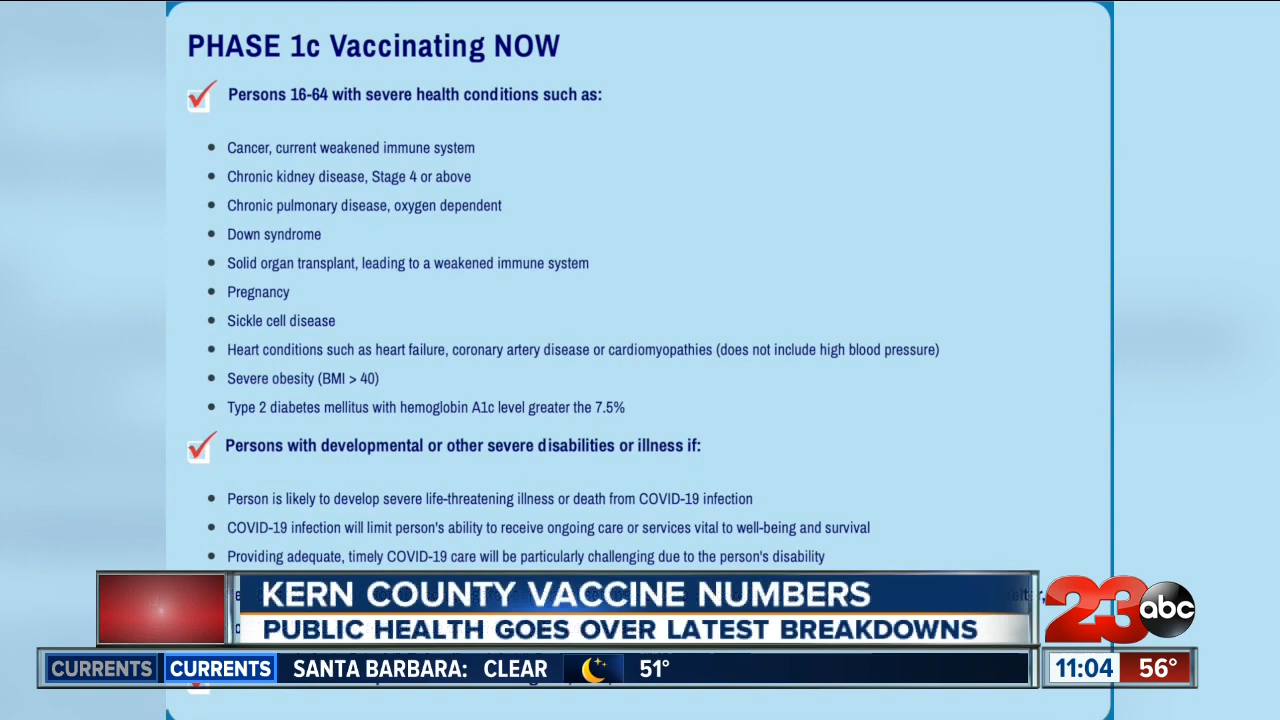 PHASE 1c Vaccinating NOW
Persons 16-64 with severe health conditions such as:
Cancer, current weakened immune system
Chronic kidney disease, Stage 4 or above
Chronic pulmonary disease, oxygen dependent
Down syndrome
Solid organ transplant, leading to a weakened immune system
Pregnancy
Sickle cell disease
Heart conditions such as heart failure, coronary artery disease or cardiomyopathies (does not include high blood pressure)
Severe obesity (BMI > 40)
Type 2 diabetes mellitus with hemoglobin A1c level greater the 7.5%
Persons with developmental or other severe disabilities or illness if:
Person is likely to develop severe life-threatening illness or death from COVID-19 infection
COVID-19 infection will limit person's ability to receive ongoing care or services vital to well-being and survival
Providing adequate, timely COVID-19 care will be particularly challenging due to the person's disability
KERN COUNTY VACCINE NUMBERS
PUBLIC HEALTH GOES OVER LATEST BREAKDOWNS
23 abc
CURRENTS CURRENTS SANTA BARBARA: CLEAR 51° 11:04 56°